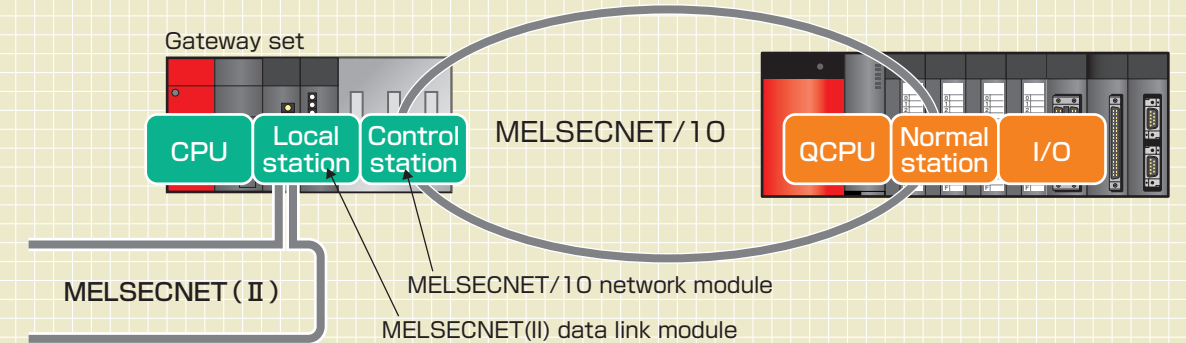 Gateway set
CPU
Local
station
Control
station
MELSECNET/10
QCPU
Normal
station
I/O
MELSECNET(Ⅱ)
MELSECNET/10 network module
MELSECNET(II) data link module